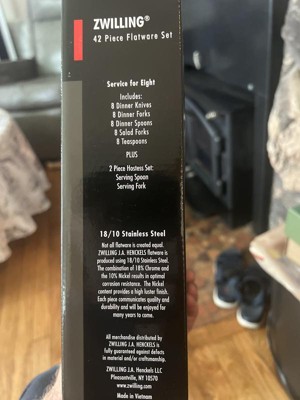 ZWILLING®
42 Piece Flatware Set
Service for Eight
Includes:
8 Dinner Knives
8 Dinner Forks
8 Dinner Spoons
8 Salad Forks
8 Teaspoons
PLUS
2 Piece Hostess Set:
Serving Spoon
Serving Fork
18/10 Stainless Steel
Not all flatware is created equal.
ZWILLING J.A. HENCKELS flatware is
produced using 18/10 Stainless Steel.
The combination of 18% Chrome and
the 10% Nickel results in optimal
corrosion resistance. The Nickel
content provides a high luster finish.
Each piece communicates quality and
durability and will be enjoyed for
many years to come.
All merchandise distributed by
ZWILLING J.A. HENCKELS is
fully guaranteed against defects
in material and/or craftsmanship.
ZWILLING J.A. Henckels LLC
Pleasantville, NY 10570
www.zwilling.com
Made in Vietnam